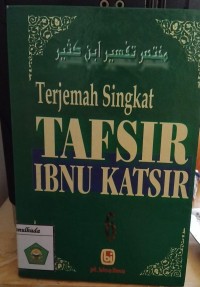 مختصر تفسير ابن كثير
Terjemah Singkat
TAFSIR
IBNU KATSIR